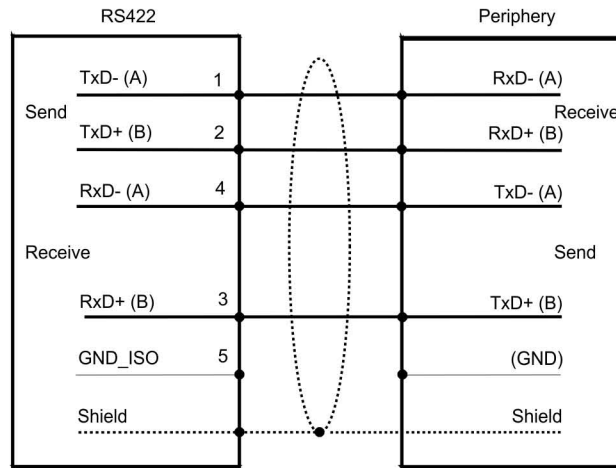 RS422 Periphery
TxD- (A) 1 RxD- (A)
Send Receive
TxD+ (B) 2 RxD+ (B)
RxD- (A) 4 TxD- (A)
Receive Send
RxD+ (B) 3 TxD+ (B)
GND_ISO 5 (GND)
Shield Shield